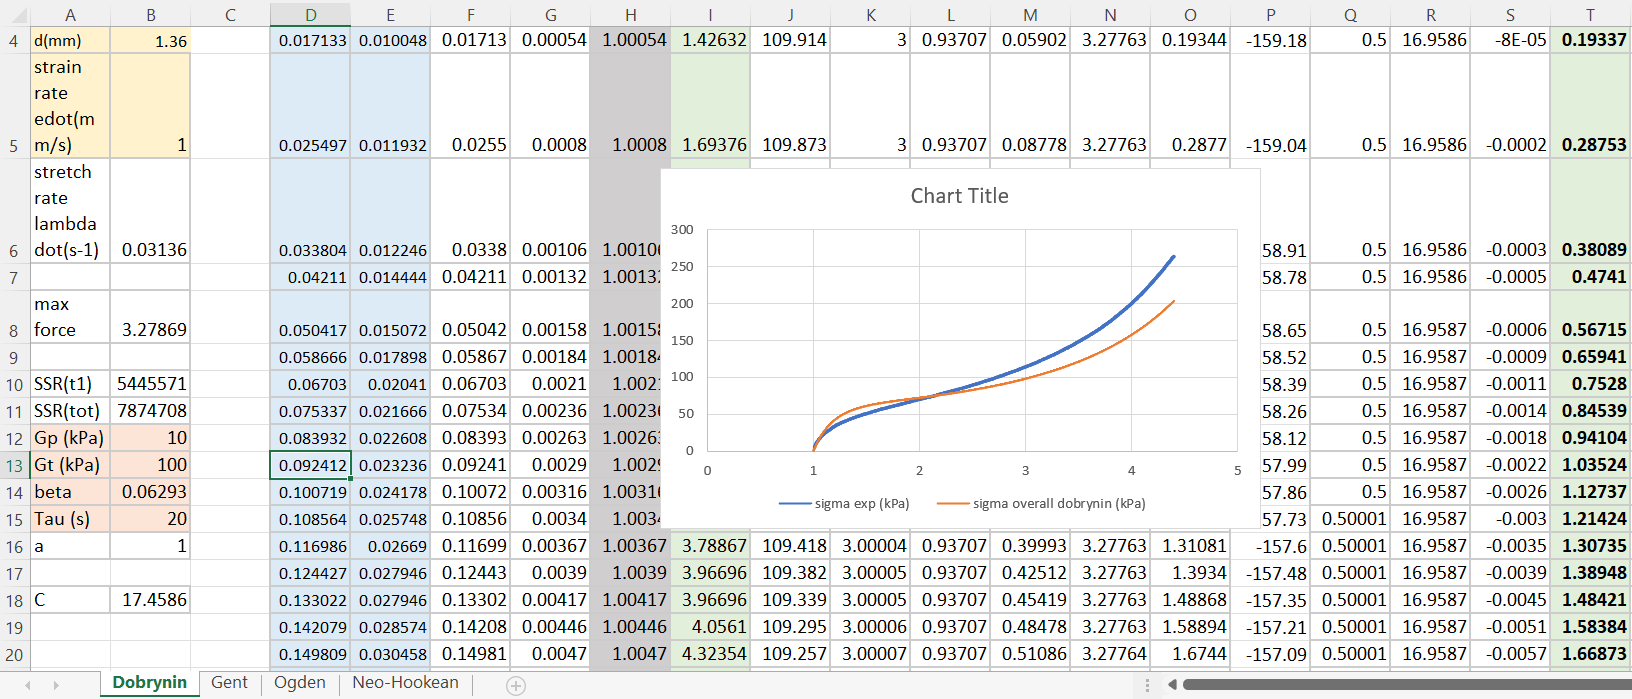 A B C D E F G H I J K L M N O P Q R S T
4 d(mm) 1.36 0.017133 0.010048 0.01713 0.00054 1.00054 1.42632 109.914 3 0.93707 0.05902 3.27763 0.19344 -159.18 0.5 16.9586 -8E-05 0.19337
strain
rate
edot(m
5 m/s) 1 0.025497 0.011932 0.0255 0.0008 1.0008 1.69376 109.873 3 0.93707 0.08778 3.27763 0.2877 -159.04 0.5 16.9586 -0.0002 0.28753
stretch
rate
lambda
6 dot(s-1) 0.03136 0.033804 0.012246 0.0338 0.00106 1.00106 58.91 0.5 16.9586 -0.0003 0.38089
7 0.04211 0.014444 0.04211 0.00132 1.00132 58.78 0.5 16.9586 -0.0005 0.4741
max
8 force 3.27869 0.050417 0.015072 0.05042 0.00158 1.00158 58.65 0.5 16.9587 -0.0006 0.56715
9 0.058666 0.017898 0.05867 0.00184 1.00184 58.52 0.5 16.9587 -0.0009 0.65941
10 SSR(t1) 5445571 0.06703 0.02041 0.06703 0.0021 1.002 58.39 0.5 16.9587 -0.0011 0.7528
11 SSR(tot) 7874708 0.075337 0.021666 0.07534 0.00236 1.00236 58.26 0.5 16.9587 -0.0014 0.84539
12 Gp (kPa) 10 0.083932 0.022608 0.08393 0.00263 1.00263 58.12 0.5 16.9587 -0.0018 0.94104
13 Gt (kPa) 100 0.092412 0.023236 0.09241 0.0029 1.0029 57.99 0.5 16.9587 -0.0022 1.03524
14 beta 0.06293 0.100719 0.024178 0.10072 0.00316 1.00316 57.86 0.5 16.9587 -0.0026 1.12737
15 Tau (s) 20 0.108564 0.025748 0.10856 0.0034 1.0034 57.73 0.50001 16.9587 -0.003 1.21424
16 a 1 0.116986 0.02669 0.11699 0.00367 1.00367 3.78867 109.418 3.00004 0.93707 0.39993 3.27763 1.31081 -157.6 0.50001 16.9587 -0.0035 1.30735
17 0.124427 0.027946 0.12443 0.0039 1.0039 3.96696 109.382 3.00005 0.93707 0.42512 3.27763 1.3934 -157.48 0.50001 16.9587 -0.0039 1.38948
18 C 17.4586 0.133022 0.027946 0.13302 0.00417 1.00417 3.96696 109.339 3.00005 0.93707 0.45419 3.27763 1.48868 -157.35 0.50001 16.9587 -0.0045 1.48421
19 0.142079 0.028574 0.14208 0.00446 1.00446 4.0561 109.295 3.00006 0.93707 0.48478 3.27763 1.58894 -157.21 0.50001 16.9587 -0.0051 1.58384
20 0.149809 0.030458 0.14981 0.0047 1.0047 4.32354 109.257 3.00007 0.93707 0.51086 3.27764 1.6744 -157.09 0.50001 16.9587 -0.0057 1.66873
Chart Title
300
250
200
150
100
50
0
0 1 2 3 4 5
sigma exp (kPa) sigma overall dobrynin (kPa)
Dobrynin Gent Ogden Neo-Hookean